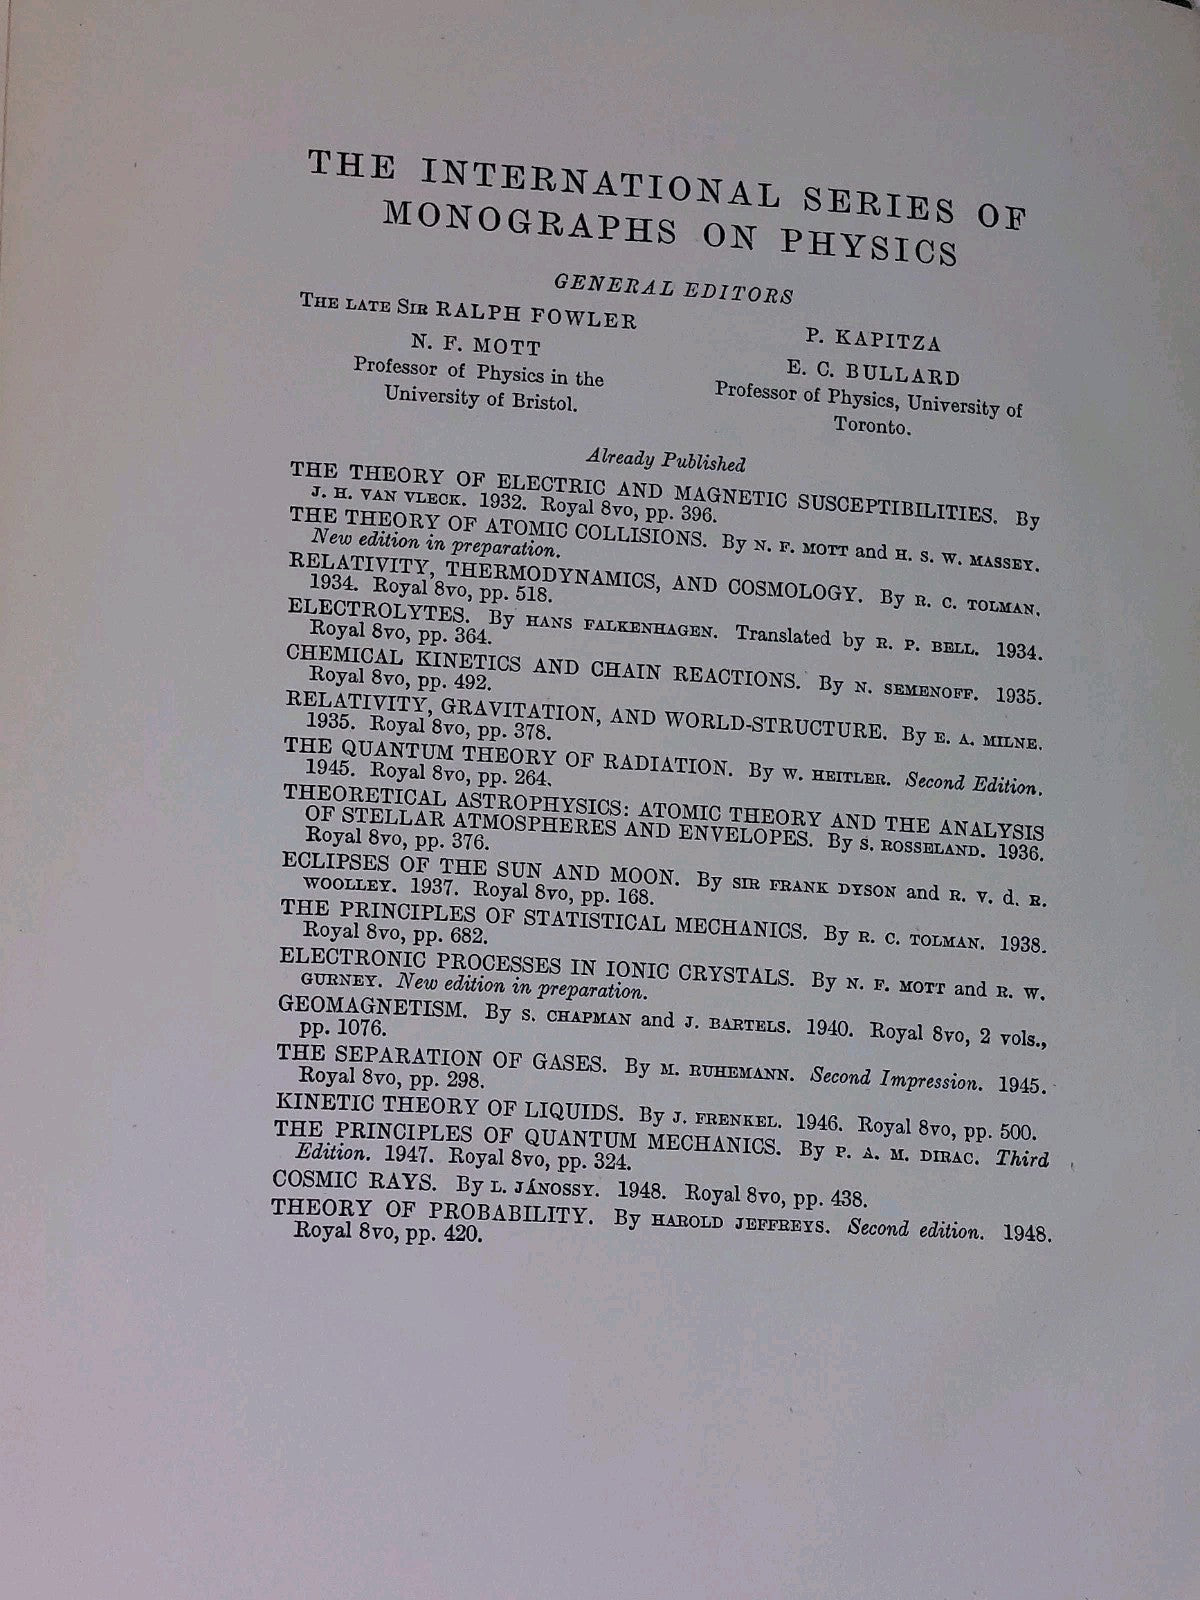 THE INTERNATIONAL SERIES OF
MONOGRAPHS ON PHYSICS
GENERAL EDITORS
THE LATE SIR RALPH FOWLER
N. F. MOTT
Professor of Physics in the
University of Bristol.
P. KAPITZA
E. C. BULLARD
Professor of Physics, University of
Toronto.
Already Published
THE THEORY OF ELECTRIC AND MAGNETIC SUSCEPTIBILITIES. By
J. H. VAN VLECK. 1932. Royal 8vo, pp. 396.
THE THEORY OF ATOMIC COLLISIONS. By N. F. MOTT and H. S. W. MASSEY.
New edition in preparation.
RELATIVITY, THERMODYNAMICS, AND COSMOLOGY. By R. C. TOLMAN.
1934. Royal 8vo, pp. 518.
ELECTROLYTES. By HANS FALKENHAGEN. Translated by R. P. BELL. 1934.
Royal 8vo, pp. 364.
CHEMICAL KINETICS AND CHAIN REACTIONS. By N. SEMENOFF. 1935.
Royal 8vo, pp. 492.
RELATIVITY, GRAVITATION, AND WORLD-STRUCTURE. By E. A. MILNE.
1935. Royal 8vo, pp. 378.
THE QUANTUM THEORY OF RADIATION. By W. HEITLER. Second Edition.
1945. Royal 8vo, pp. 264.
THEORETICAL ASTROPHYSICS: ATOMIC THEORY AND THE ANALYSIS
OF STELLAR ATMOSPHERES AND ENVELOPES. By S. ROSSELAND. 1936.
Royal 8vo, pp. 376.
ECLIPSES OF THE SUN AND MOON. By SIR FRANK DYSON and R. V. d. R.
WOOLLEY. 1937. Royal 8vo, pp. 168.
THE PRINCIPLES OF STATISTICAL MECHANICS. By R. C. TOLMAN. 1938.
Royal 8vo, pp. 682.
ELECTRONIC PROCESSES IN IONIC CRYSTALS. By N. F. MOTT and R. W.
GURNEY. New edition in preparation.
GEOMAGNETISM. By S. CHAPMAN and J. BARTELS. 1940. Royal 8vo, 2 vols.,
pp. 1076.
THE SEPARATION OF GASES. By M. RUHEMANN. Second Impression. 1945.
Royal 8vo, pp. 298.
KINETIC THEORY OF LIQUIDS. By J. FRENKEL. 1946. Royal 8vo, pp. 500.
THE PRINCIPLES OF QUANTUM MECHANICS. By P. A. M. DIRAC. Third
Edition. 1947. Royal 8vo, pp. 324.
COSMIC RAYS. By L. JÁNOSSY. 1948. Royal 8vo, pp. 438.
THEORY OF PROBABILITY. By HAROLD JEFFREYS. Second edition. 1948.
Royal 8vo, pp. 420.